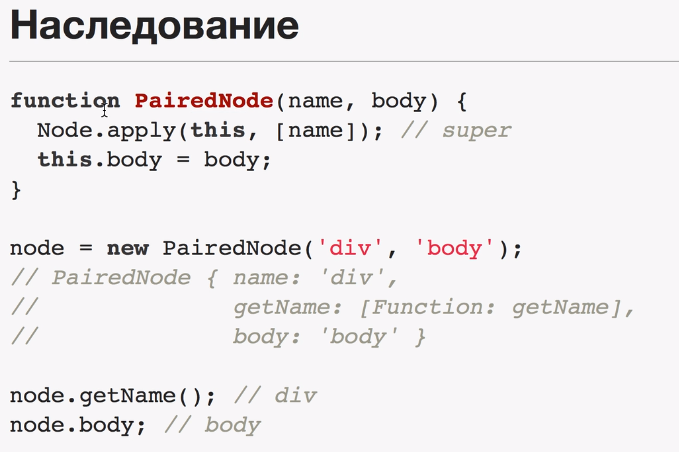 Наследование
function PairedNode(name, body) {
  Node.apply(this, [name]); // super
  this.body = body;
}
node = new PairedNode('div', 'body');
// PairedNode { name: 'div',
//              getName: [Function: getName],
//              body: 'body' }
node.getName(); // div
node.body; // body